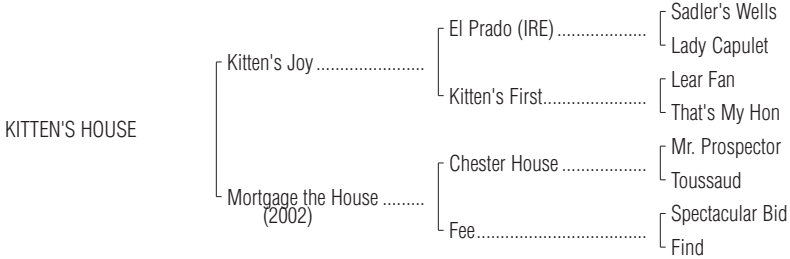 Sadler's Wells
El Prado (IRE) ...................
Lady Capulet
Kitten's Joy .......................
Lear Fan
Kitten's First......................
That's My Hon
KITTEN'S HOUSE
Mr. Prospector
Chester House ..................
Toussaud
Mortgage the House .........
(2002)
Spectacular Bid
Fee....................................
Find